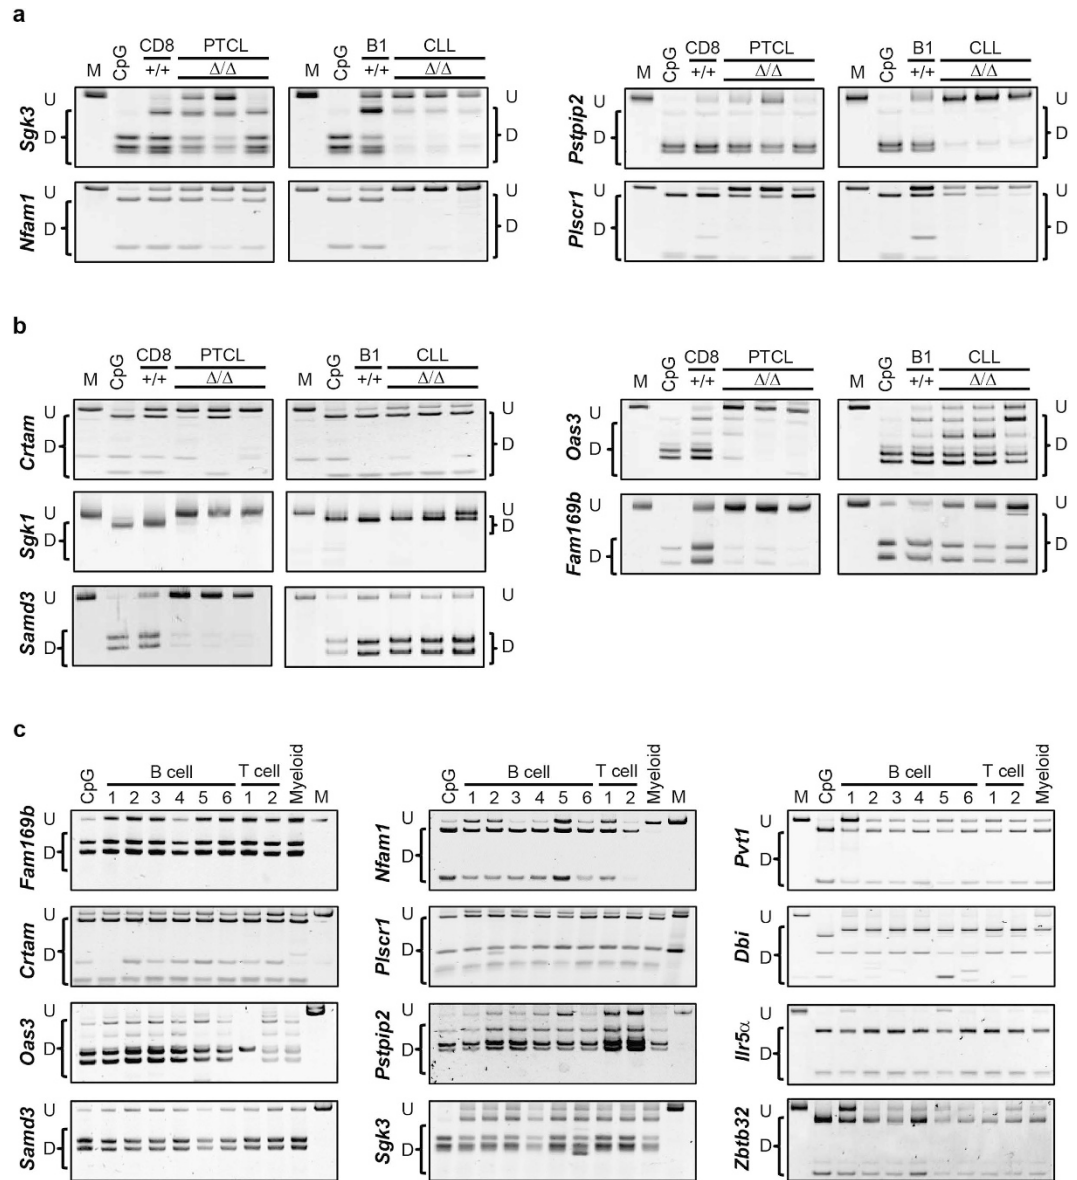 a
M CpG CD8 +/+ PTCL Δ/Δ
Sgk3 U D
Nfam1 U D
M CpG B1 +/+ CLL Δ/Δ
U D
U D
M CpG CD8 +/+ PTCL Δ/Δ
Pstpip2 U D
Plscr1 U D
M CpG B1 +/+ CLL Δ/Δ
U D
U D
b
M CpG CD8 +/+ PTCL Δ/Δ
Crtam U D
Sgk1 U D
Samd3 U D
M CpG B1 +/+ CLL Δ/Δ
U D
U D
U D
M CpG CD8 +/+ PTCL Δ/Δ
Oas3 U D
Fam169b U D
M CpG B1 +/+ CLL Δ/Δ
U D
U D
c
B cell T cell
CpG 1 2 3 4 5 6 1 2 Myeloid M
Fam169b U D
Crtam U D
Oas3 U D
Samd3 U D
B cell T cell
CpG 1 2 3 4 5 6 1 2 Myeloid M
Nfam1 U D
Plscr1 U D
Pstpip2 U D
Sgk3 U D
B cell T cell
M CpG 1 2 3 4 5 6 1 2 Myeloid
Pvt1 U D
Dbi U D
Ilr5α U D
Zbtb32 U D